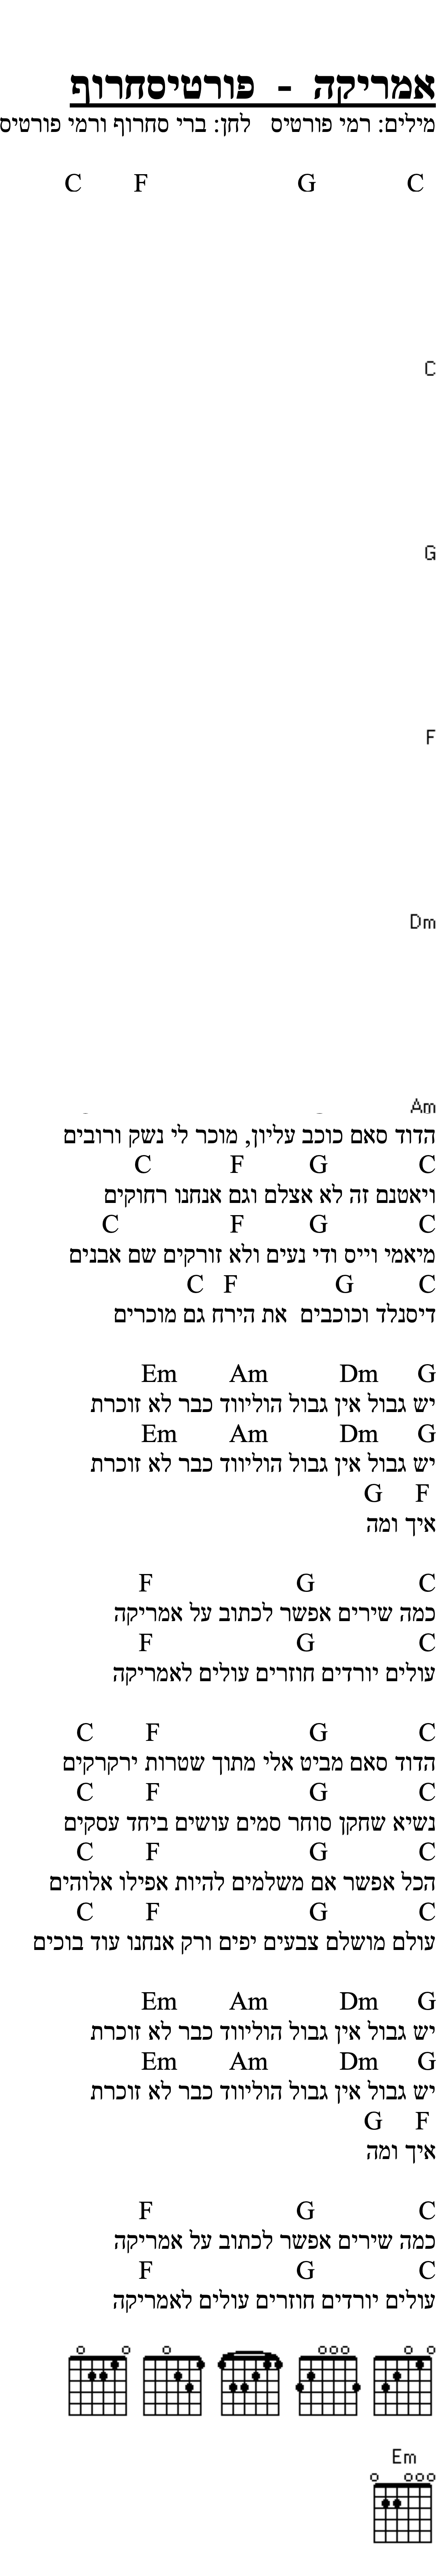 אמריקה - פורטיסחרוף
מילים: רמי פורטיס לחן: ברי סחרוף ורמי פורטיס
C F G C
C
G
F
Dm
Am
הדוד סאם כוכב עליון, מוכר לי נשק ורובים
C F G C
ויאטנם זה לא אצלם וגם אנחנו רחוקים
C F G C
מיאמי וייס ודי נעים ולא זורקים שם אבנים
C F G C
דיסנלד וכוכבים את הירח גם מוכרים
Em Am Dm G
יש גבול אין גבול הוליווד כבר לא זוכרת
Em Am Dm G
יש גבול אין גבול הוליווד כבר לא זוכרת
G F
איך ומה
F G C
כמה שירים אפשר לכתוב על אמריקה
F G C
עולים יורדים חוזרים עולים לאמריקה
C F G C
הדוד סאם מביט אלי מתוך שטרות ירקרקים
C F G C
נשיא שחקן סוחר סמים עושים ביחד עסקים
C F G C
הכל אפשר אם משלמים להיות אפילו אלוהים
C F G C
עולם מושלם צבעים יפים ורק אנחנו עוד בוכים
Em Am Dm G
יש גבול אין גבול הוליווד כבר לא זוכרת
Em Am Dm G
יש גבול אין גבול הוליווד כבר לא זוכרת
G F
איך ומה
F G C
כמה שירים אפשר לכתוב על אמריקה
F G C
עולים יורדים חוזרים עולים לאמריקה
Em